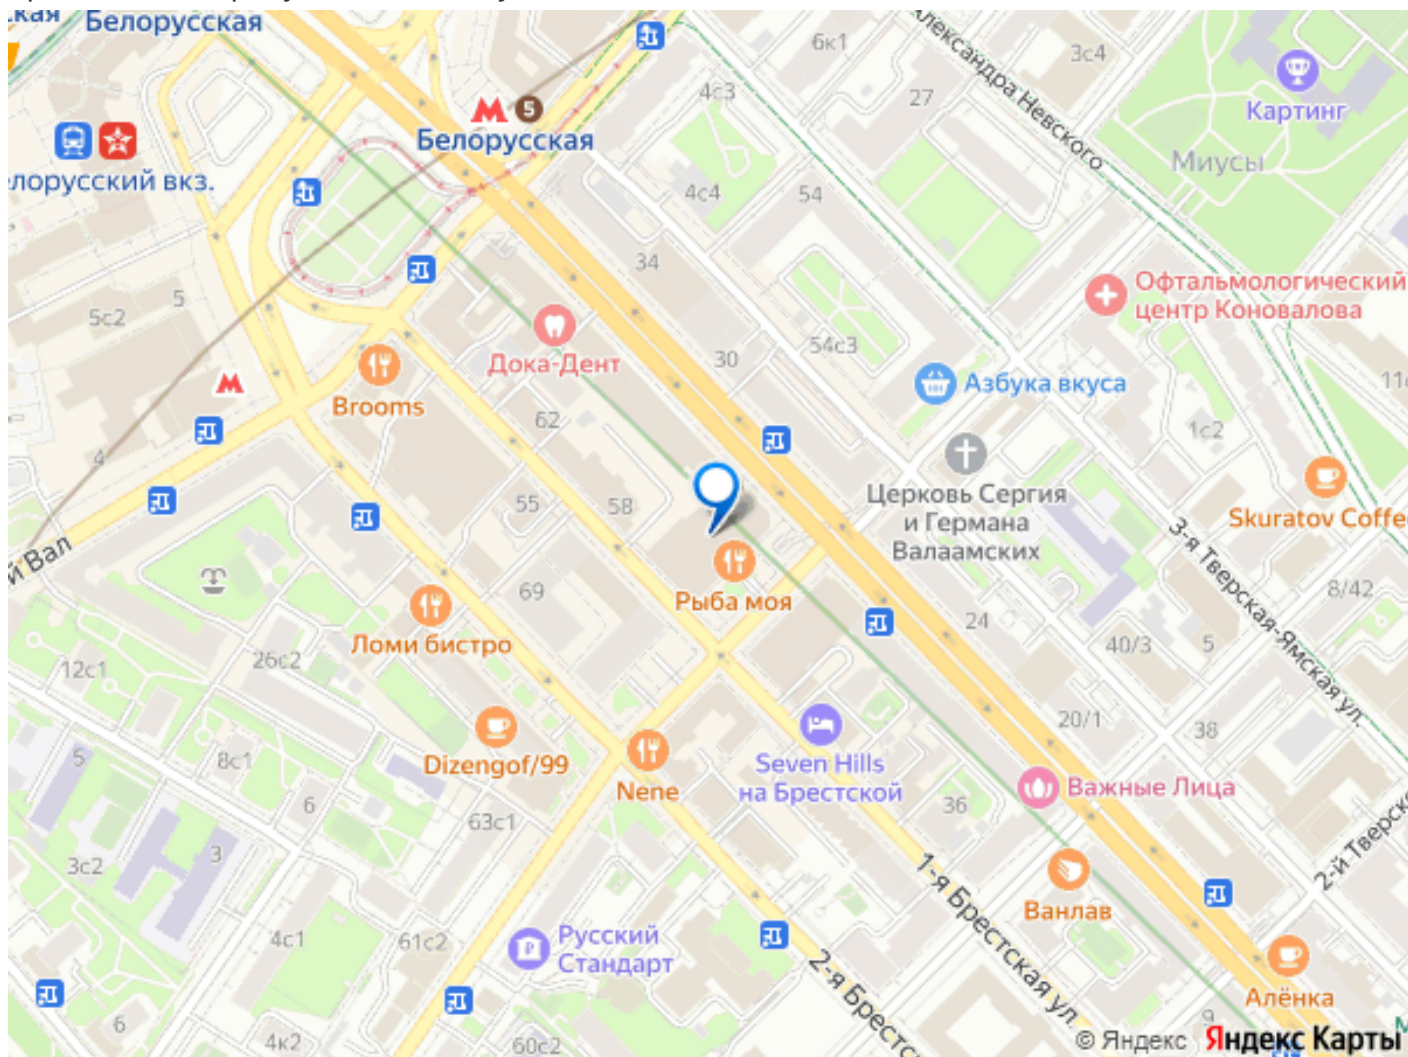 Белорусская
6к1
3с4
Александра Невского
4с3
27
Картинг
5
Белорусская
Миусы
лорусский вкз.
4с4
54
34
Офтальмологический
центр Коновалова
5
5с2
54с3
30
Дока-Дент
Азбука вкуса
Brooms
62
1с2
4
Церковь Сергия
и Германа
Валаамских
55
58
Skuratov Coffe
3-я Тверская-Ямская ул.
й Вал
69
8/42
Рыба моя
24
Ломи бистро
40/3
5
12с1
26с2
20/1
38
8с1
5
Dizengof/99
Seven Hills
на Брестской
Nene
Важные Лица
6
36
63с1
3с2
3
2-й Тверск
1-я Брестская ул.
Ванлав
4с1
61с2
Русский
Стандарт
2-я Брестс
Алёнка
6
4к2
60с2
9
© Яндекс Яндекс Карты